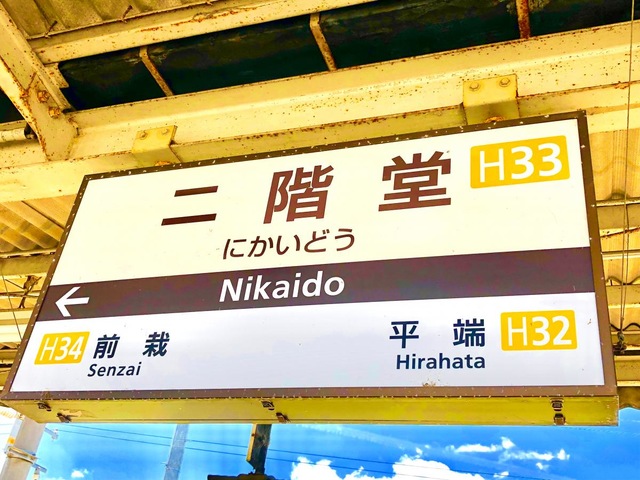 二階堂 H33
にかいどう
Nikaido
H34 前栽 平端 H32
Senzai Hirahata